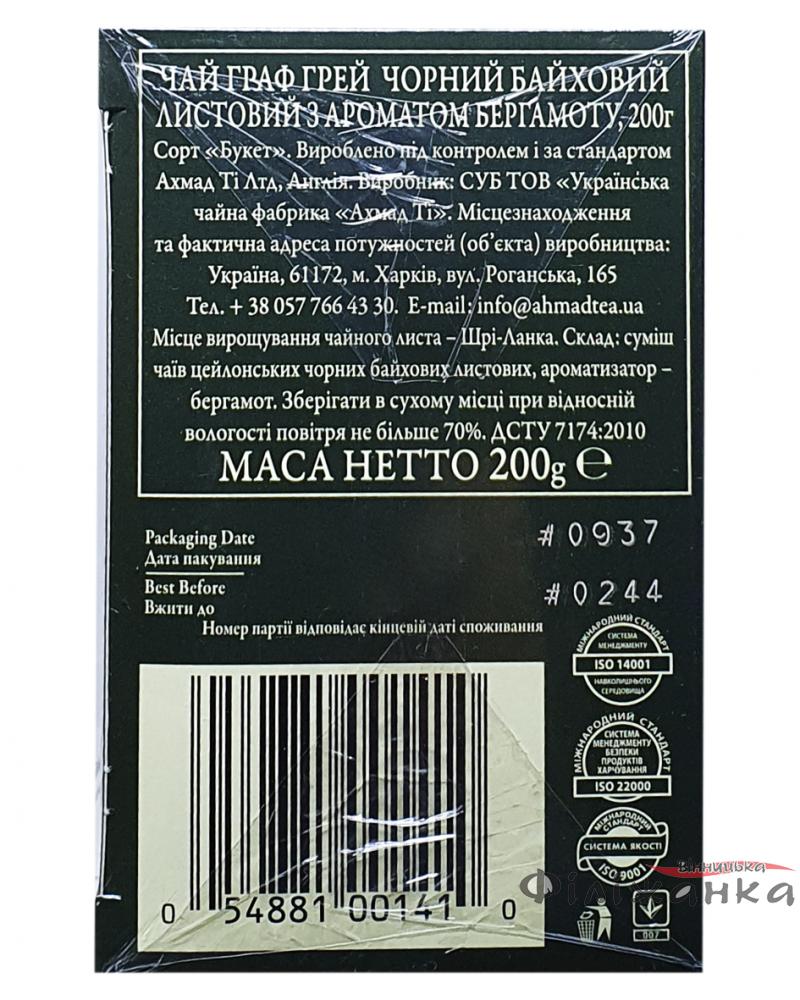 ЧАЙ ГРАФ ГРЕЙ ЧОРНИЙ БАЙХОВИЙ
ЛИСТОВИЙ З АРОМАТОМ БЕРГАМОТУ, 200г
Сорт «Букет». Вироблено під контролем і за стандартом
Ахмад Ті Лтд, Англія. Виробник: СУБ ТОВ «Українська
чайна фабрика «Ахмад Ті». Місцезнаходження
та фактична адреса потужностей (об’єкта) виробництва:
Україна, 61172, м. Харків, вул. Роганська, 165
Тел. + 38 057 766 43 30. E-mail: info@ahmadtea.ua
Місце вирощування чайного листа – Шрі-Ланка. Склад: суміш
чаїв цейлонських чорних байхових листових, ароматизатор –
бергамот. Зберігати в сухому місці при відносній
вологості повітря не більше 70%. ДСТУ 7174:2010
МАСА НЕТТО 200g ℮
Packaging Date
Дата пакування
#0937
Best Before
Вжити до
#0244
Номер партії відповідає кінцевій даті споживання
МІЖНАРОДНИЙ СТАНДАРТ
СИСТЕМА
МЕНЕДЖМЕНТУ
ISO 14001
НАВКОЛИШНЬОГО
СЕРЕДОВИЩА
МІЖНАРОДНИЙ СТАНДАРТ
СИСТЕМА
МЕНЕДЖМЕНТУ
БЕЗПЕКИ
ПРОДУКТІВ
ХАРЧУВАННЯ
ISO 22000
МІЖНАРОДНИЙ
СТАНДАРТ
СИСТЕМА ЯКОСТІ
ISO 9001
Вінницька
Філіжанка
0 54881 00141 0
007